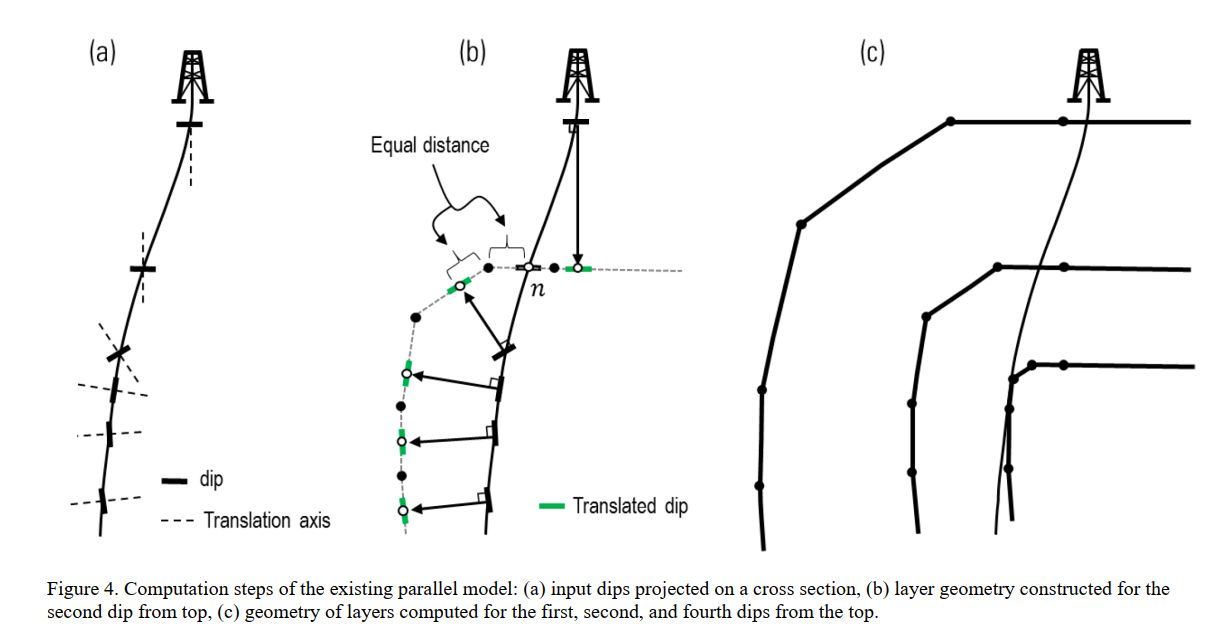 (a)
(b)
(c)
Equal distance
n
dip
Translation axis
Translated dip
Figure 4. Computation steps of the existing parallel model: (a) input dips projected on a cross section, (b) layer geometry constructed for the
second dip from top, (c) geometry of layers computed for the first, second, and fourth dips from the top.